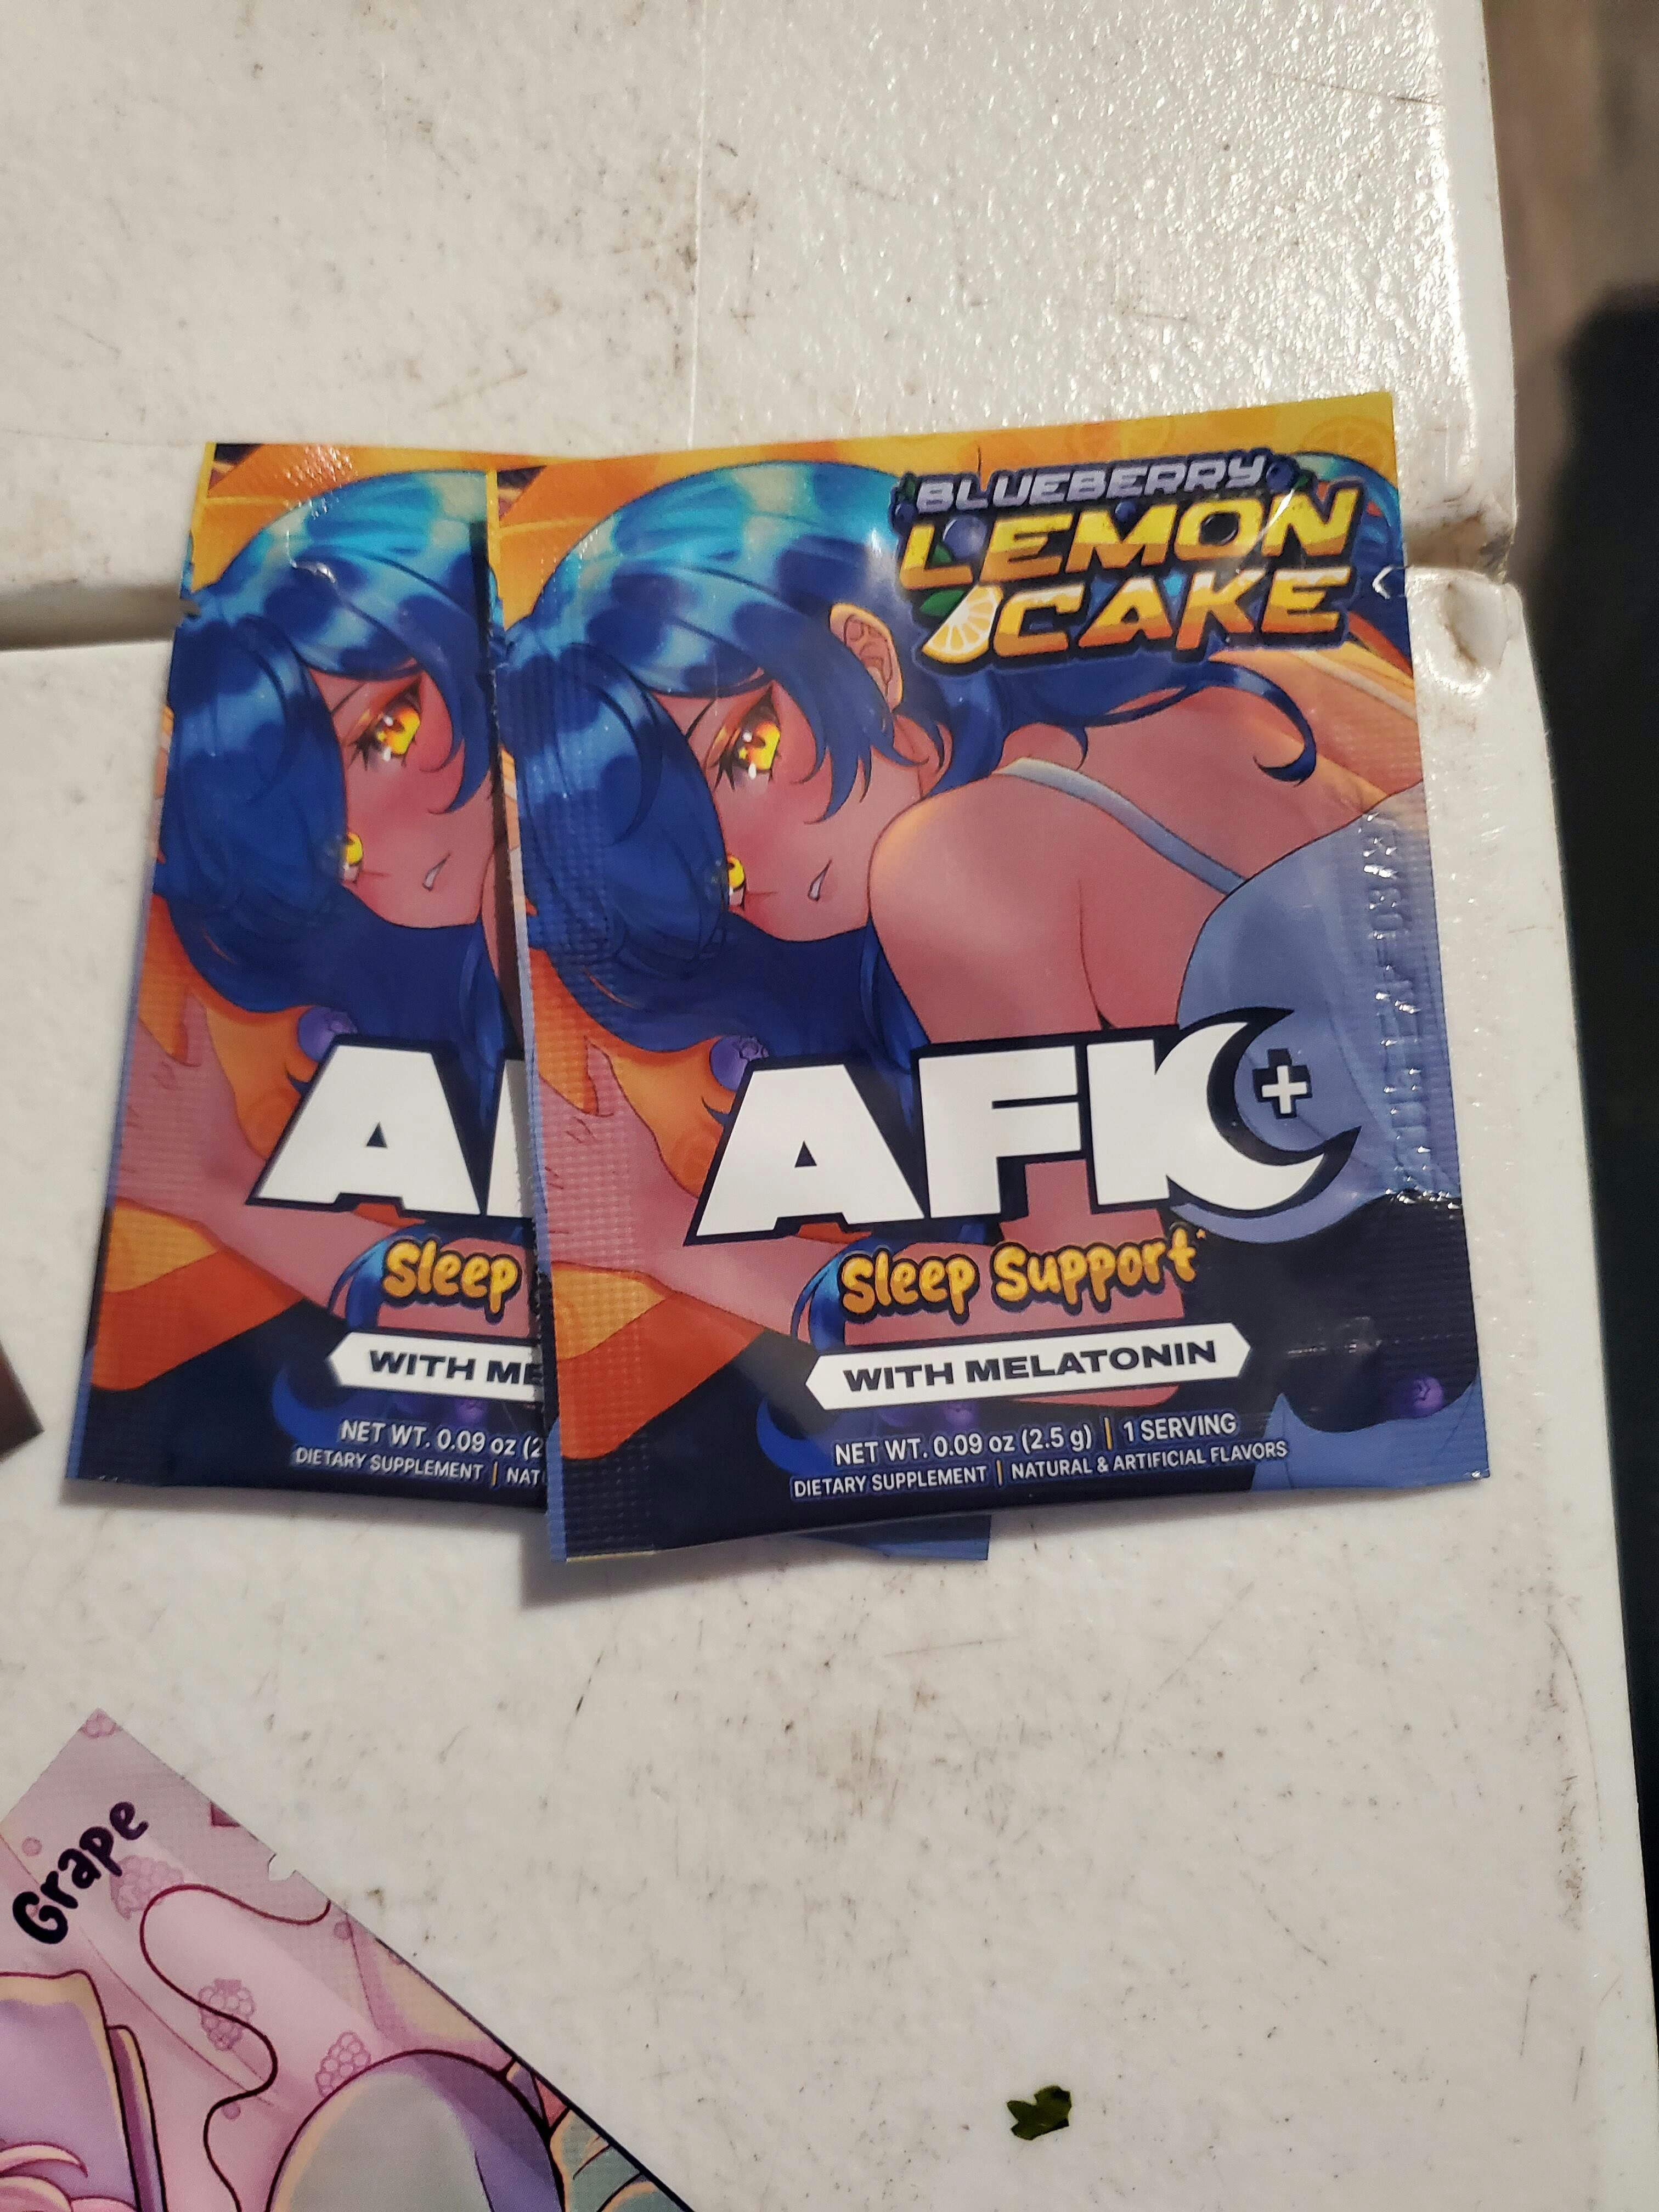 BLUEBERRY
LEMON
CAKE
AFK+
Sleep Support*
WITH MELATONIN
NET WT. 0.09 oz (2.5 g) | 1 SERVING
DIETARY SUPPLEMENT | NATURAL & ARTIFICIAL FLAVORS
Sleep
WITH ME
NET WT. 0.09 oz (2
DIETARY SUPPLEMENT | NAT
Grape